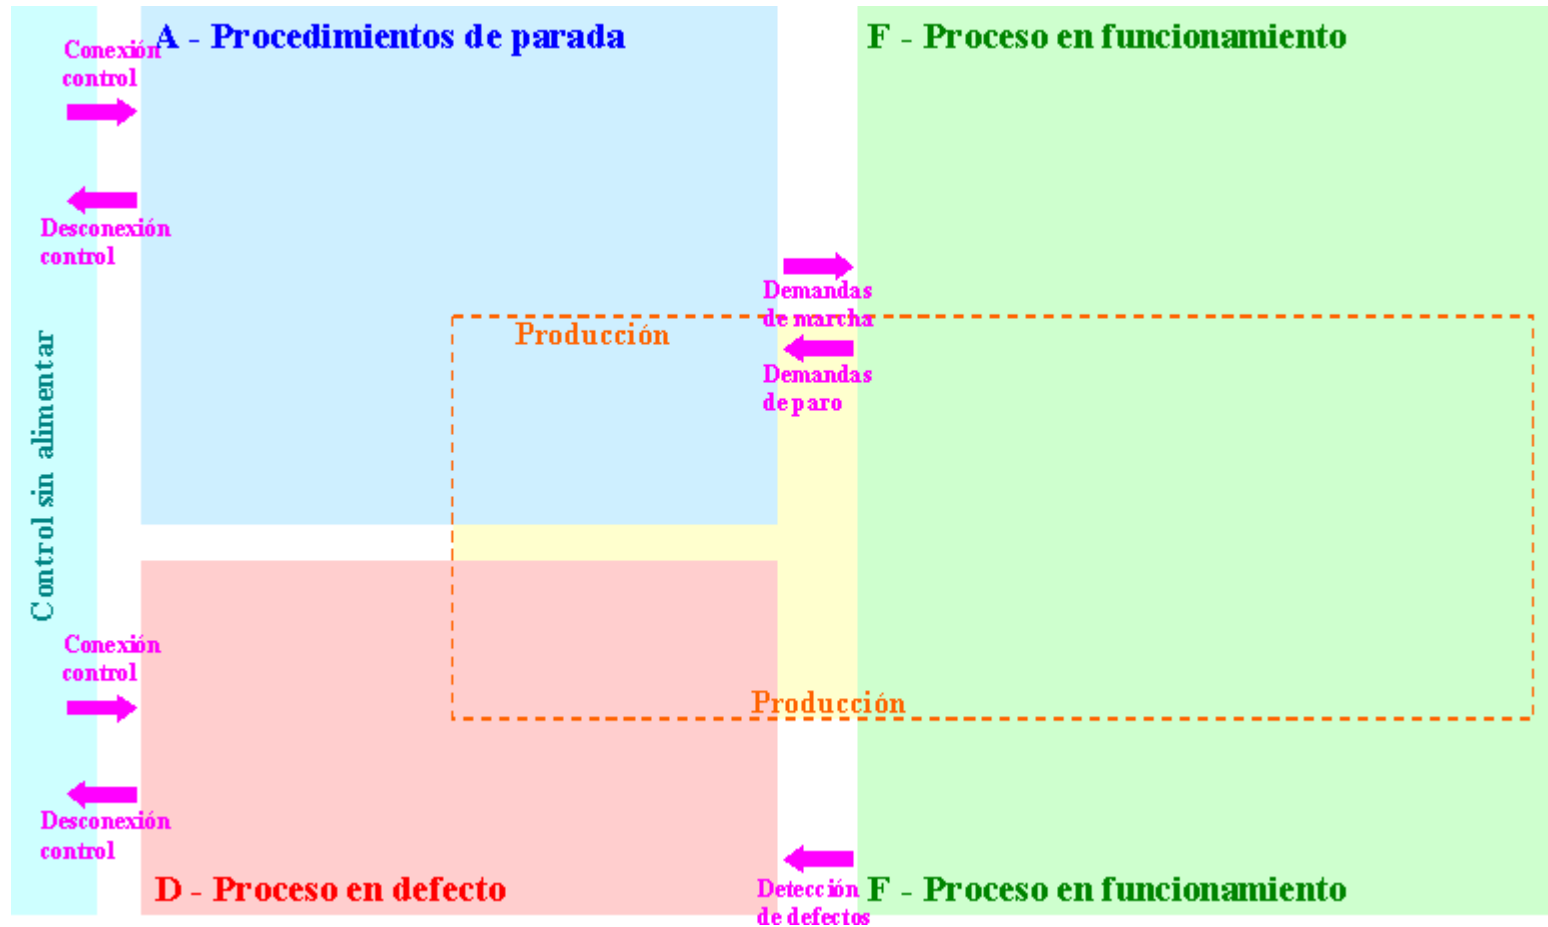 A - Procedimientos de parada
F - Proceso en funcionamiento
Conexión
control
Desconexión
control
Demandas
de marcha
Producción
Demandas
de paro
Control sin alimentar
Conexión
control
Producción
Desconexión
control
D - Proceso en defecto
Detección
de defectos
F - Proceso en funcionamiento